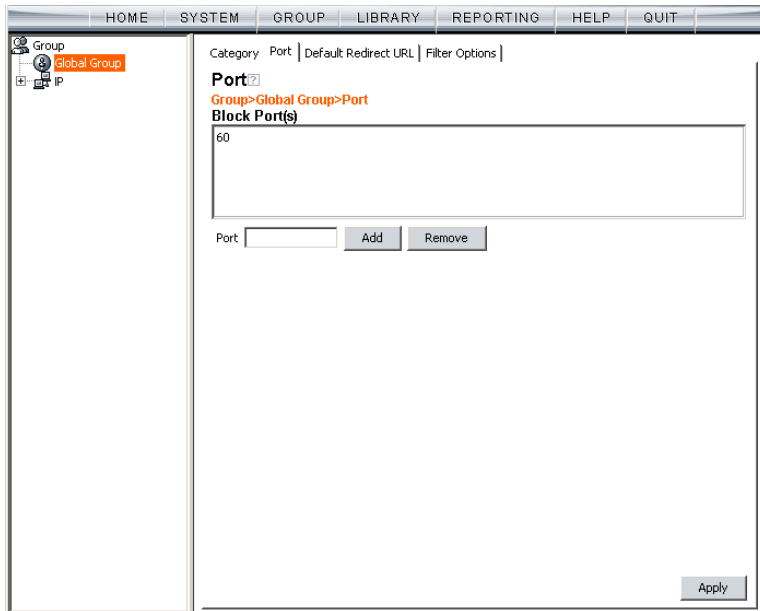 HOME SYSTEM GROUP LIBRARY REPORTING HELP QUIT
Group
Global Group
IP
Category Port Default Redirect URL Filter Options
Port?
Group>Global Group>Port
Block Port(s)
60
Port Add Remove
Apply